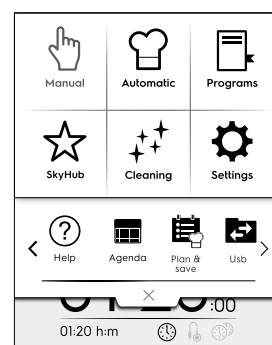 Manual Automatic Programs
SkyHub Cleaning Settings
Help Agenda Plan & save Usb
:00
01:20 h:m